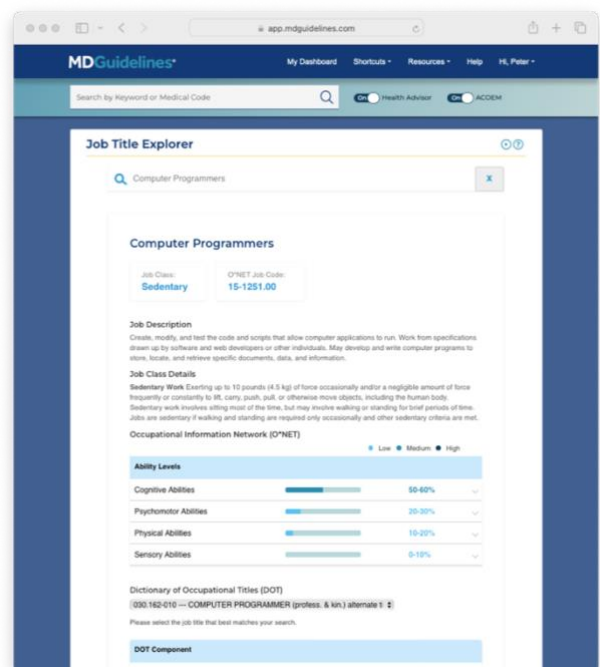 app.mdguidelines.com
MDGuidelines
My Dashboard Shortcuts Resources Help Hi, Peter
Search by Keyword or Medical Code
On Health Advisor On ACOEM
Job Title Explorer
Computer Programmers X
Computer Programmers
Job Class: O*NET Job Code:
Sedentary 15-1251.00
Job Description
Create, modify, and test the code and scripts that allow computer applications to run. Work from specifications
drawn up by software and web developers or other individuals. May develop and write computer programs to
store, locate, and retrieve specific documents, data, and information.
Job Class Details
Sedentary Work Exerting up to 10 pounds (4.5 kg) of force occasionally and/or a negligible amount of force
frequently or constantly to lift, carry, push, pull, or otherwise move objects, including the human body.
Sedentary work involves sitting most of the time, but may involve walking or standing for brief periods of time.
Jobs are sedentary if walking and standing are required only occasionally and other sedentary criteria are met.
Occupational Information Network (O*NET)
Low Medium High
Ability Levels
Cognitive Abilities 50-60%
Psychomotor Abilities 20-30%
Physical Abilities 10-20%
Sensory Abilities 0-10%
Dictionary of Occupational Titles (DOT)
030.162-010 — COMPUTER PROGRAMMER (profess. & kin.) alternate t
Please select the job title that best matches your search.
DOT Component